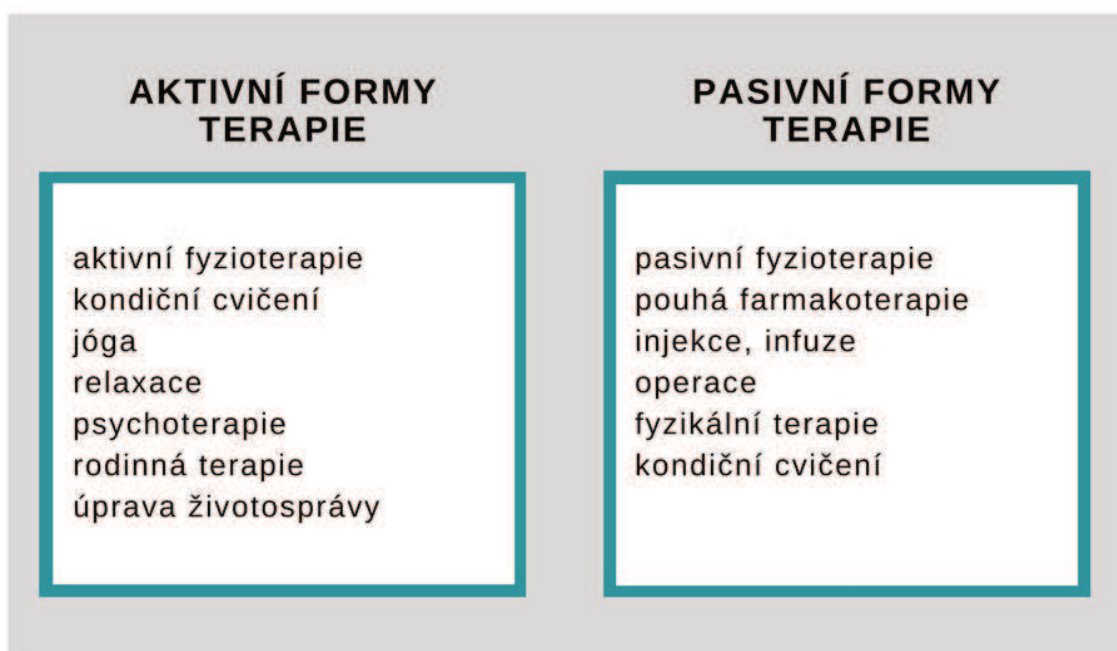 AKTIVNÍ FORMY
TERAPIE
aktivní fyzioterapie
kondiční cvičení
jóga
relaxace
psychoterapie
rodinná terapie
úprava životosprávy
PASIVNÍ FORMY
TERAPIE
pasivní fyzioterapie
pouhá farmakoterapie
injekce, infuze
operace
fyzikální terapie
kondiční cvičení